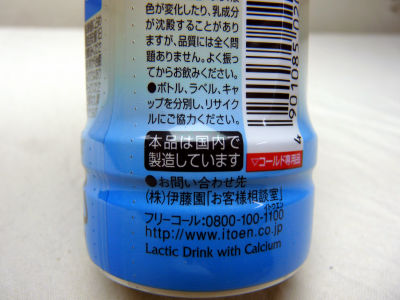 色が変化したり、乳成分
が沈殿することがあり
ますが、品質には全く問
題ありません。よく振っ
てからお飲みください。
●ボトル、ラベル、キャ
ップを分別し、リサイク
ルにご協力ください。
本品は国内で
製造しています
4 901085 02
▽コールド専用
●お問い合わせ先
(株)伊藤園「お客様相談室」
フリーコール:0800-100-1100
http://www.itoen.co.jp
Lactic Drink with Calcium